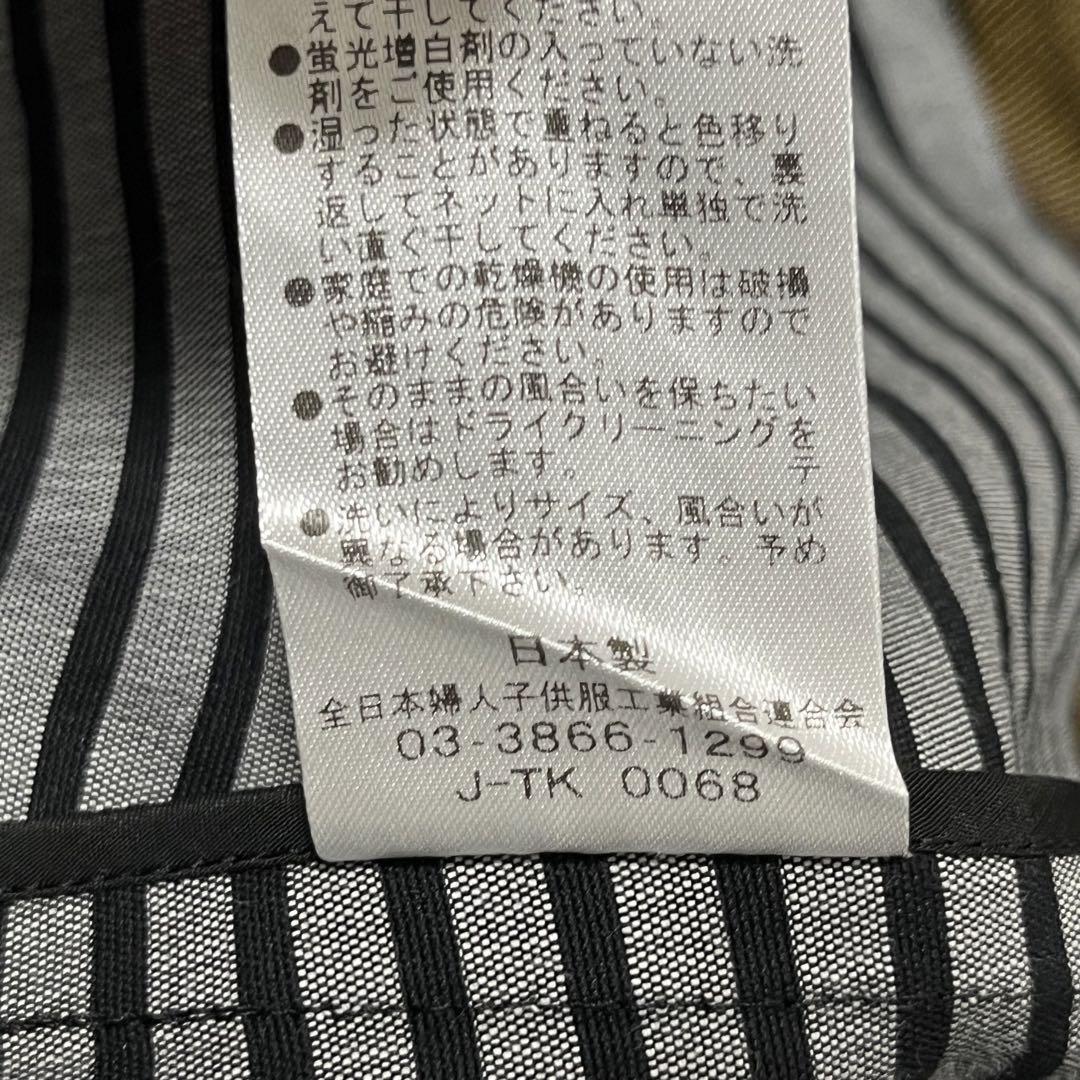 え干してください。
●蛍光増白剤の入っていない洗
剤をご使用ください。
●湿った状態で重ねると色移り
することがありますので、裏
返してネットに入れ単独で洗
い直ぐ干してください。
●家庭での乾燥機の使用は破損
や縮みの危険がありますので
お避けください。
●そのままの風合いを保ちたい
場合はドライクリーニングを
お勧めします。 テ
●洗いによりサイズ、風合いが
異なる場合があります。予め
御了承下さい。
日本製
全日本婦人子供服工業組合連合会
03-3866-1299
J-TK 0068